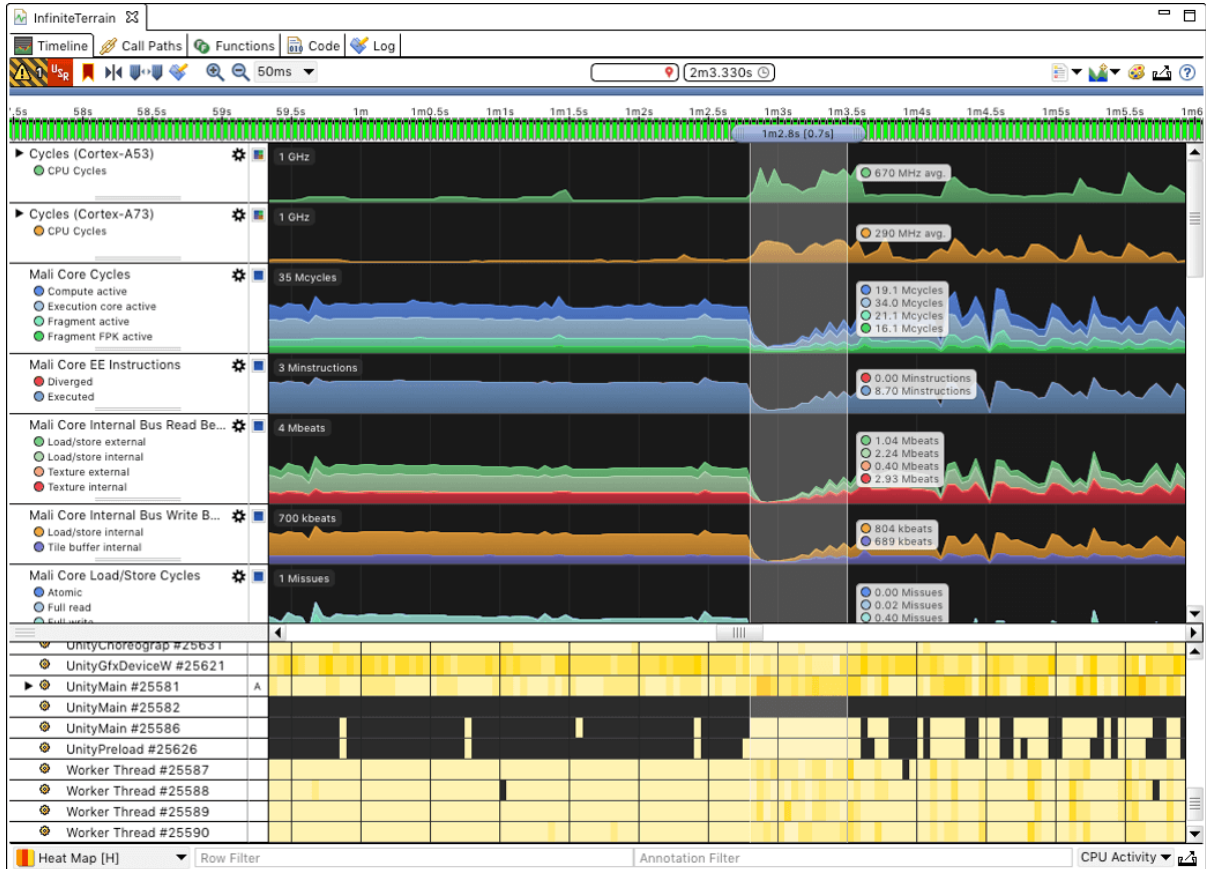 InfiniteTerrain
Timeline Call Paths Functions Code Log
1 USR 50ms 2m3.330s
.5s 58s 58.5s 59s 59.5s 1m 1m0.5s 1m1s 1m1.5s 1m2s 1m2.5s 1m3s 1m3.5s 1m4s 1m4.5s 1m5s 1m5.5s 1m6
1m2.8s [0.7s]
Cycles (Cortex-A53)
CPU Cycles
1 GHz
670 MHz avg.
Cycles (Cortex-A73)
CPU Cycles
1 GHz
290 MHz avg.
Mali Core Cycles
Compute active
Execution core active
Fragment active
Fragment FPK active
35 Mcycles
19.1 Mcycles
34.0 Mcycles
21.1 Mcycles
16.1 Mcycles
Mali Core EE Instructions
Diverged
Executed
3 Minstructions
0.00 Minstructions
8.70 Minstructions
Mali Core Internal Bus Read Be...
Load/store external
Load/store internal
Texture external
Texture internal
4 Mbeats
1.04 Mbeats
2.24 Mbeats
0.40 Mbeats
2.93 Mbeats
Mali Core Internal Bus Write B...
Load/store internal
Tile buffer internal
700 kbeats
804 kbeats
689 kbeats
Mali Core Load/Store Cycles
Atomic
Full read
Full write
1 Missues
0.00 Missues
0.02 Missues
0.40 Missues
UnityChoreograp #25631
UnityGfxDeviceW #25621
UnityMain #25581 A
UnityMain #25582
UnityMain #25586
UnityPreload #25626
Worker Thread #25587
Worker Thread #25588
Worker Thread #25589
Worker Thread #25590
Heat Map [H] Row Filter Annotation Filter CPU Activity